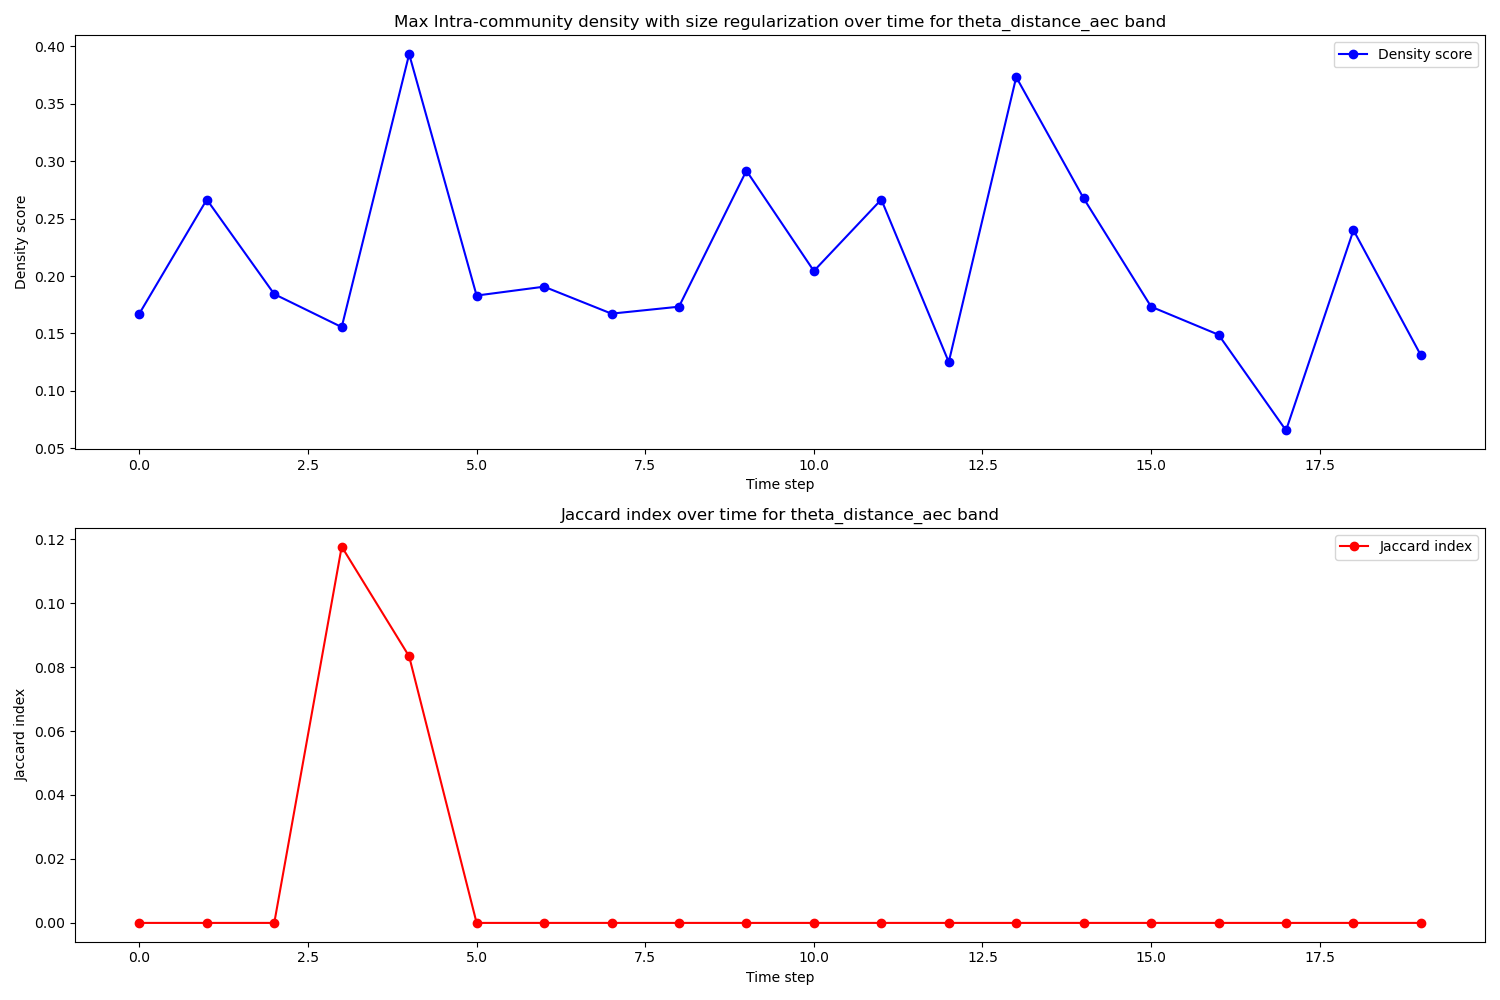 Max Intra-community density with size regularization over time for theta_distance_aec band
Density score
0.40
0.35
0.30
0.25
0.20
0.15
0.10
0.05
Density score
0.0 2.5 5.0 7.5 10.0 12.5 15.0 17.5
Time step
Jaccard index over time for theta_distance_aec band
Jaccard index
0.12
0.10
0.08
0.06
0.04
0.02
0.00
Jaccard index
0.0 2.5 5.0 7.5 10.0 12.5 15.0 17.5
Time step